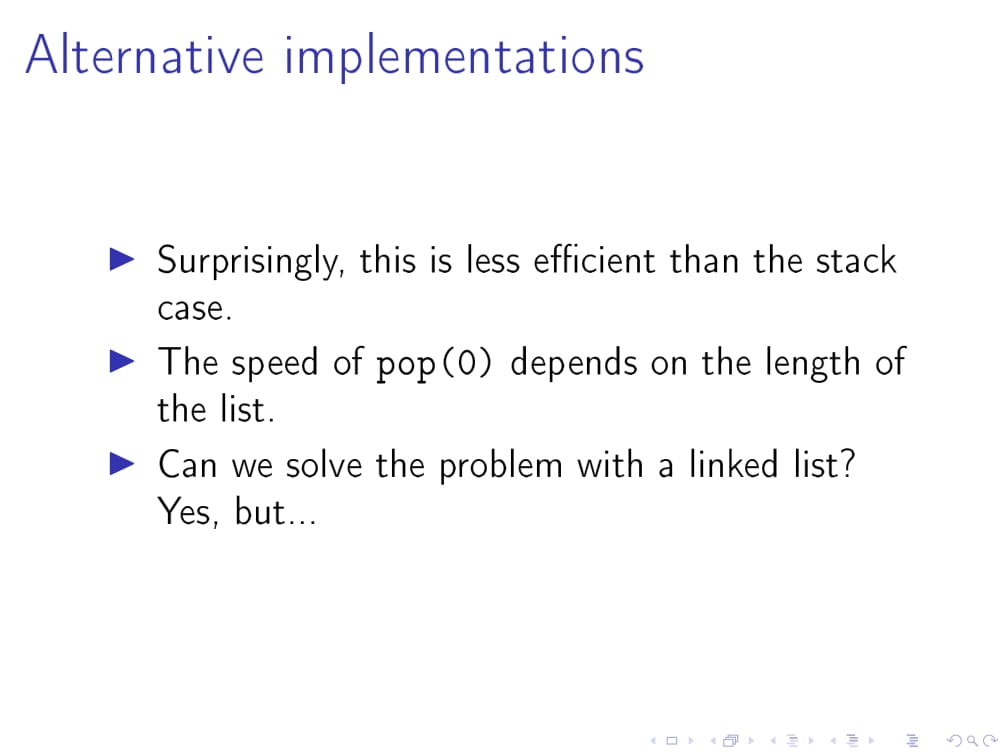 Alternative implementations
Surprisingly, this is less efficient than the stack
case.
The speed of pop(0) depends on the length of
the list.
Can we solve the problem with a linked list?
Yes, but...